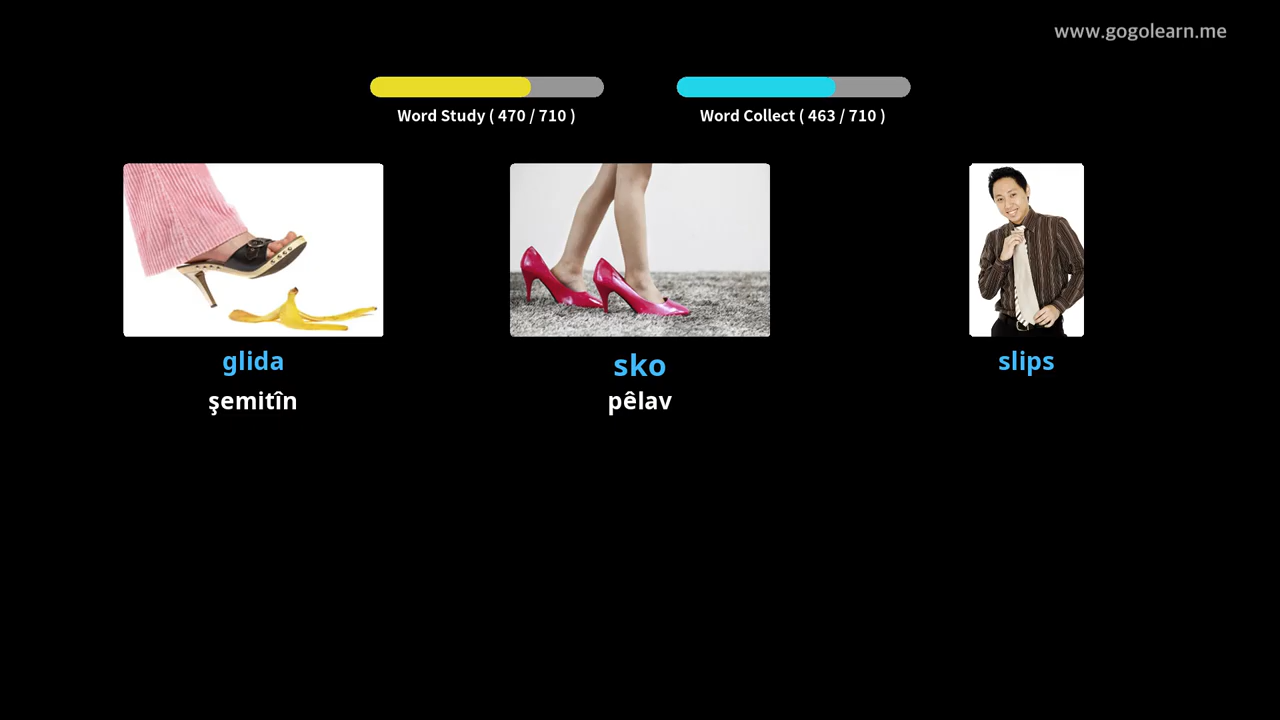 www.gogolearn.me
Word Study ( 470 / 710 )
Word Collect ( 463 / 710 )
glida
sko
slips
şemitîn
pêlav